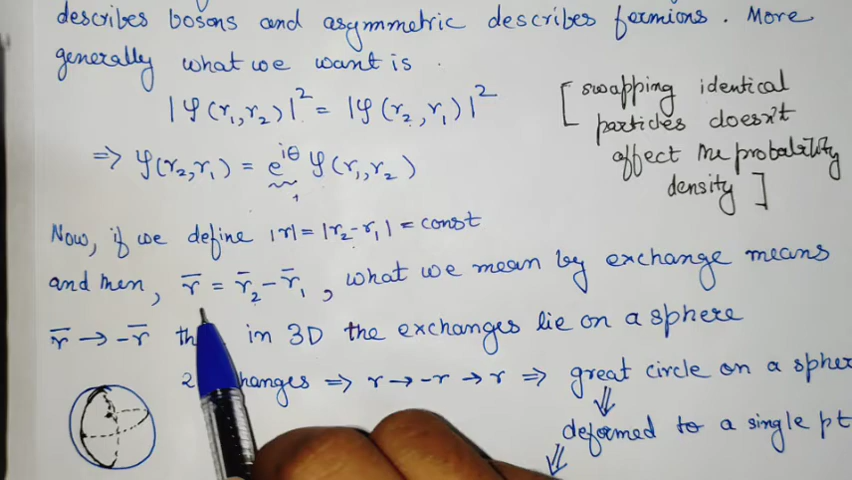 describes bosons and asymmetric describes fermions. More
generally what we want is
|φ(r₁,r₂)|² = |φ(r₂,r₁)|²
[swapping identical
particles doesn't
affect the probability
density]
⇒ φ(r₂,r₁) = e^{iθ} φ(r₁,r₂)
Now, if we define |r| = |r₂-r₁| = const
and then, r̅ = r̅₂ - r̅₁, what we mean by exchange means
r̅ → -r̅ in 3D the exchanges lie on a sphere
2 ⇒ r → -r → r ⇒ great circle on a
⇓
deformed to a single pt
⇓